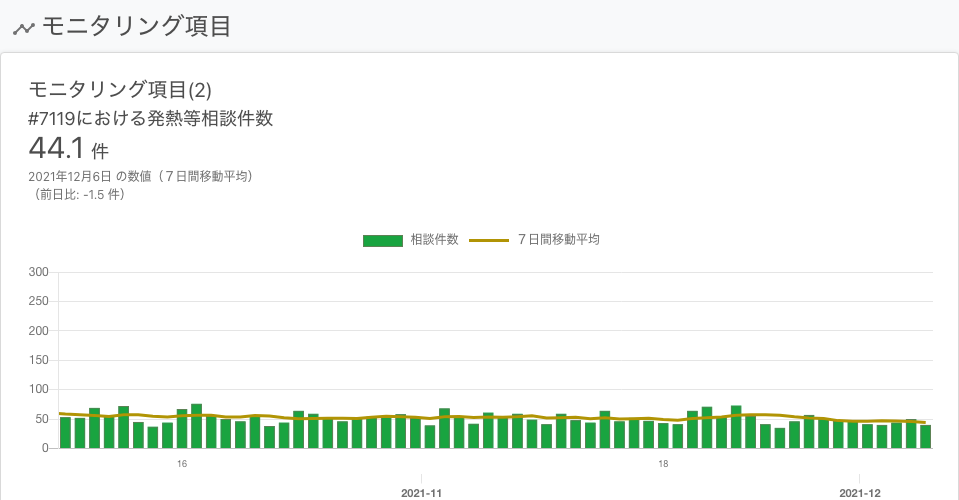 モニタリング項目
モニタリング項目(2)
#7119における発熱等相談件数
44.1 件
2021年12月6日 の数値（７日間移動平均）
（前日比: -1.5 件）
相談件数 ７日間移動平均
300
250
200
150
100
50
0
16 18
2021-11 2021-12